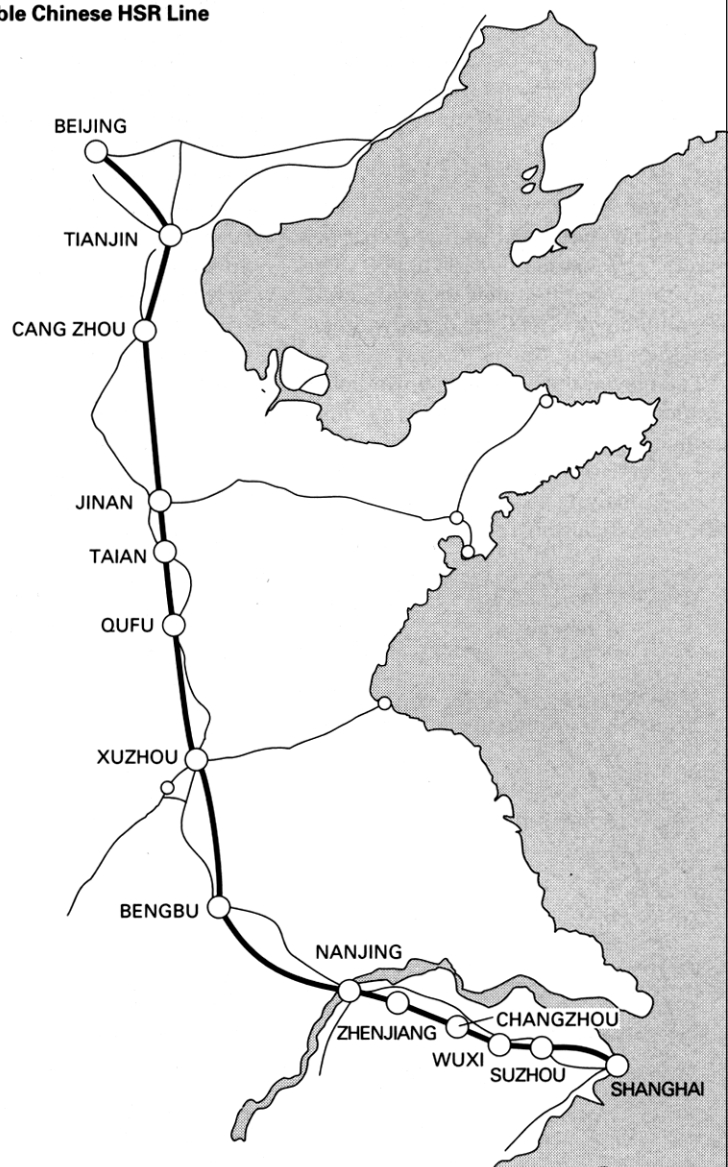 ble Chinese HSR Line
BEIJING
TIANJIN
CANG ZHOU
JINAN
TAIAN
QUFU
XUZHOU
BENGBU
NANJING
ZHENJIANG
CHANGZHOU
WUXI
SUZHOU
SHANGHAI